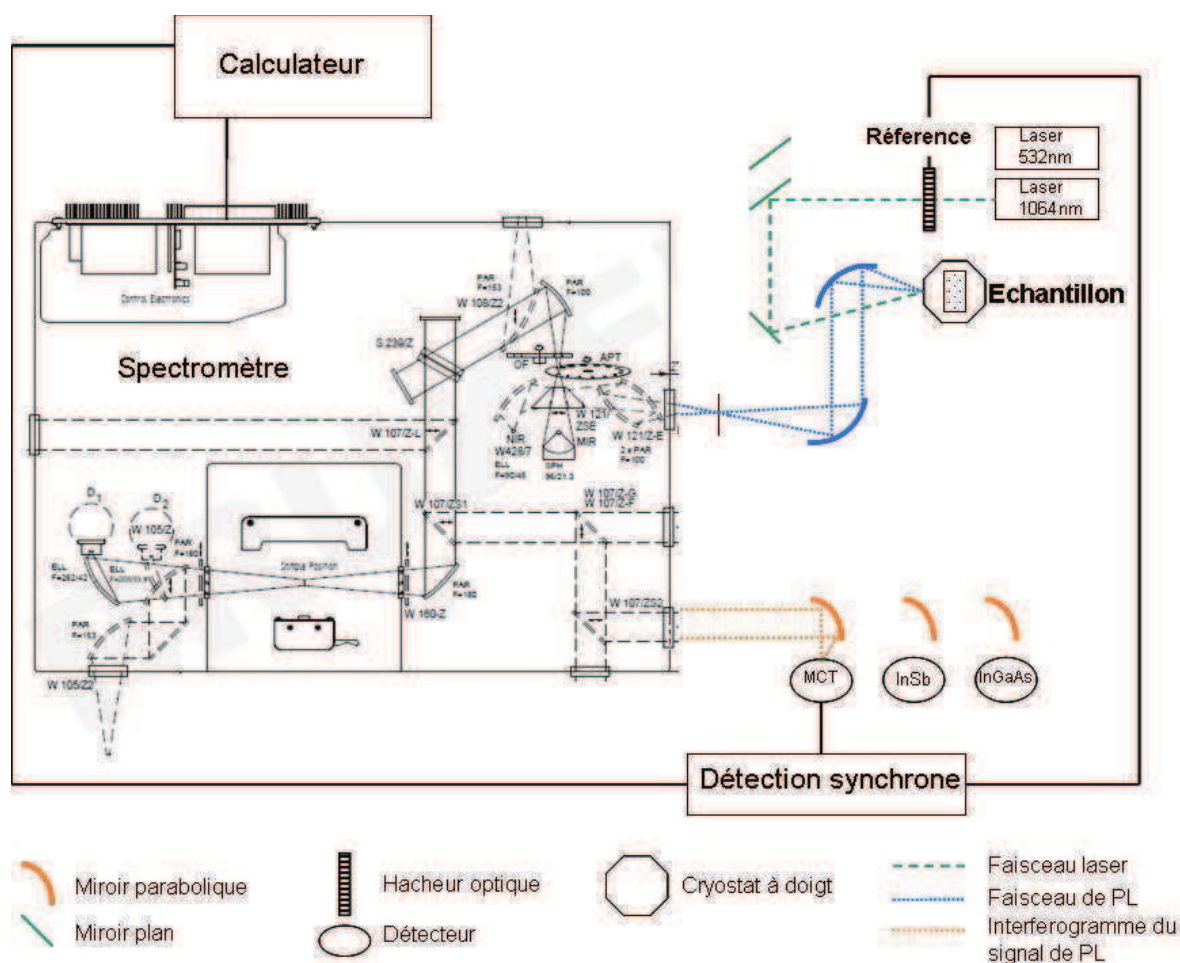 Calculateur
Réference
Laser
532nm
Laser
1064nm
Control Electronics
PAR
F=153
W 108/Z2
PAR
F=100
Echantillon
S 239/Z
OF
APT
Spectromètre
W 107/Z-L
NIR
W428/7
ELL
W 121/
ZSE
MIR
W 121/Z-E
2 x PAR
F=100
D1
D2
W 105/Z
PAR
F=180
W 107/ZS1
W 107/Z-G
W 107/Z-F
ELL
ELL
Position
PAR
F=180
W 160-Z
W 107/ZS2
PAR
F=153
W 105/Z2
MCT
InSb
InGaAs
Détection synchrone
Miroir parabolique
Miroir plan
Hacheur optique
Détecteur
Cryostat à doigt
Faisceau laser
Faisceau de PL
Interferogramme du
signal de PL